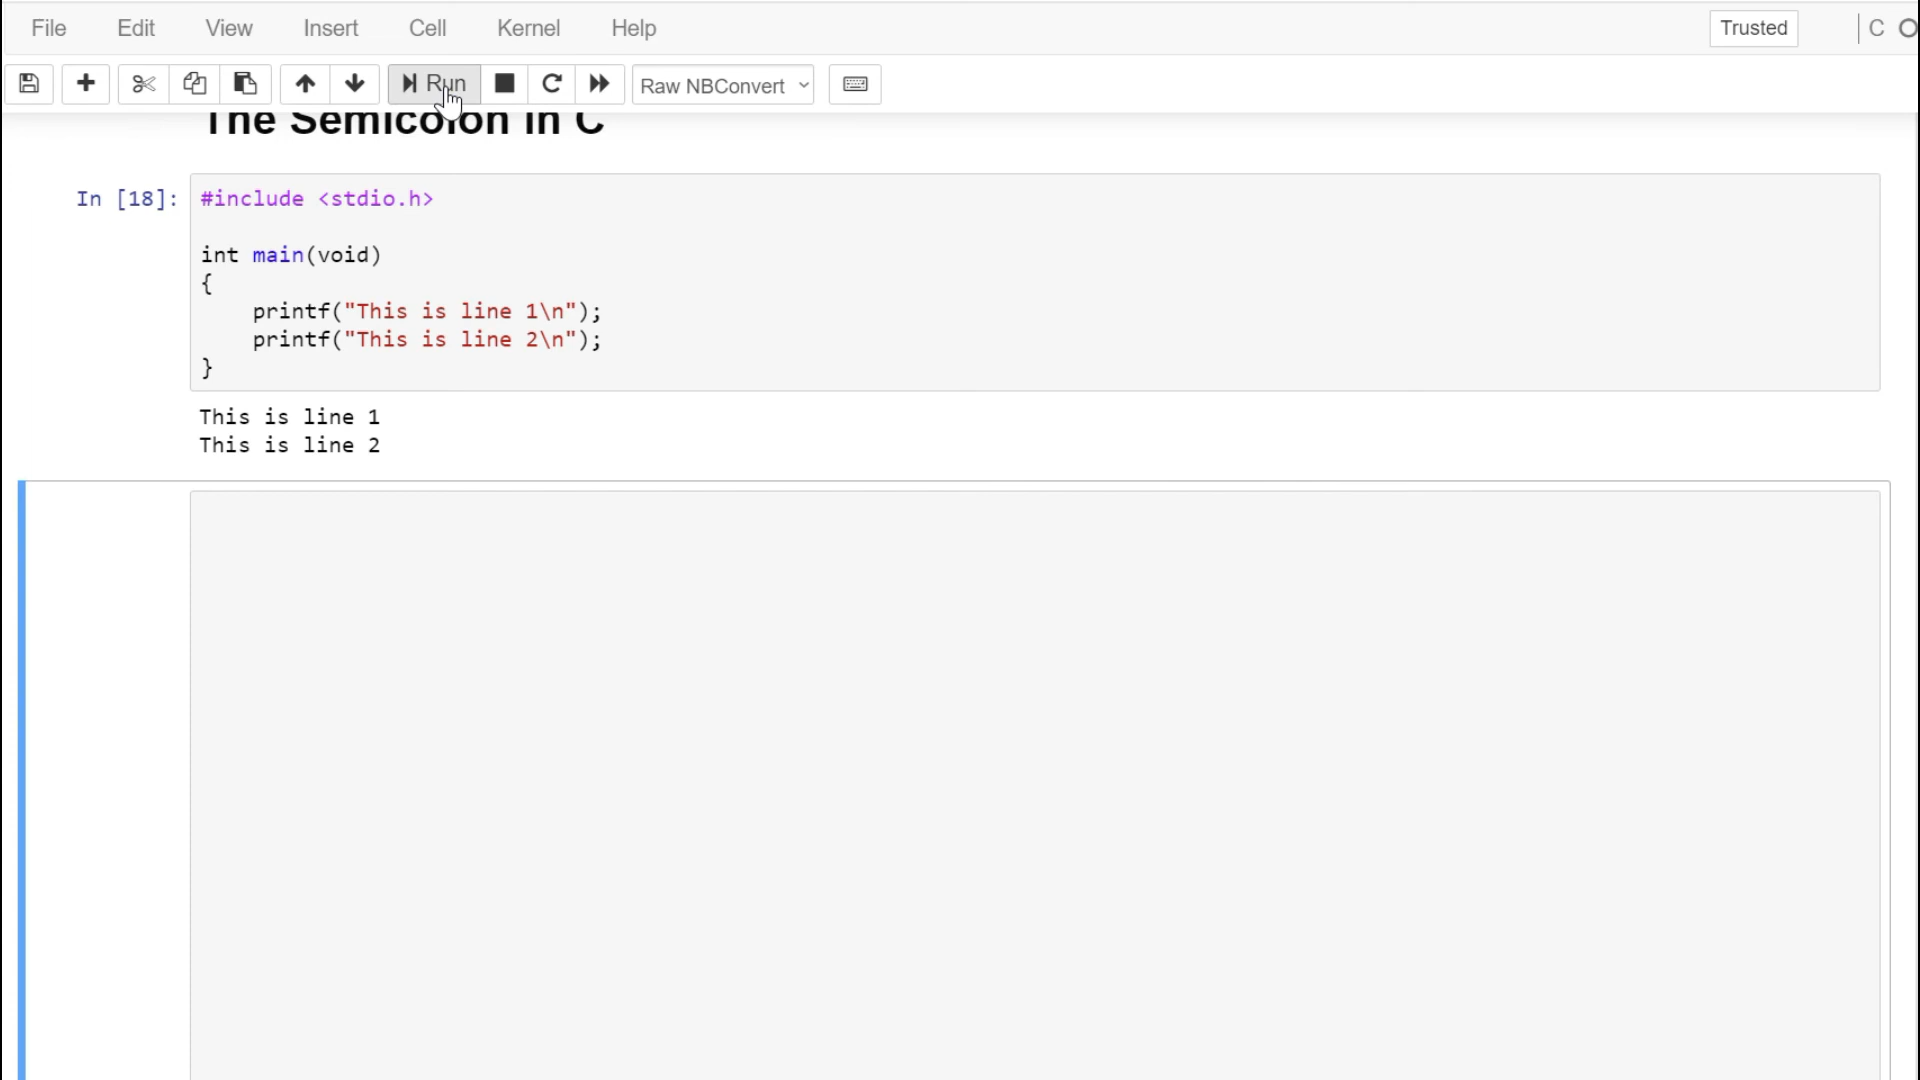 File Edit View Insert Cell Kernel Help Trusted C
Run Raw NBConvert
The Semicolon in C
In [18]: #include <stdio.h>
int main(void)
{
    printf("This is line 1\n");
    printf("This is line 2\n");
}
This is line 1
This is line 2